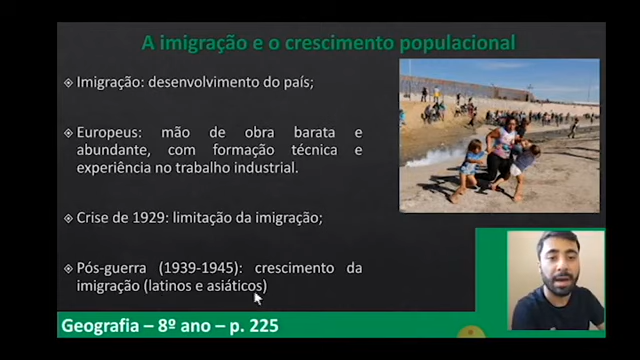 A imigração e o crescimento populacional
Imigração: desenvolvimento do país;
Europeus: mão de obra barata e
abundante, com formação técnica e
experiência no trabalho industrial.
Crise de 1929: limitação da imigração;
Pós-guerra (1939-1945): crescimento da
imigração (latinos e asiáticos)
Geografia – 8º ano – p. 225